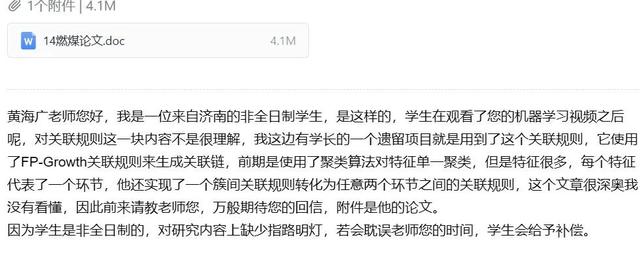 1个附件 | 4.1M
14燃煤论文.doc
4.1M
黄海广老师您好，我是一位来自济南的非全日制学生，是这样的，学生在观看了您的机器学习视频之后
呢，对关联规则这一块内容不是很理解，我这边有学长的一个遗留项目就是用到了这个关联规则，它使用
了FP-Growth关联规则来生成关联链，前期是使用了聚类算法对特征单一聚类，但是特征很多，每个特征
代表了一个环节，他还实现了一个簇间关联规则转化为任意两个环节之间的关联规则，这个文章很深奥我
没有看懂，因此前来请教老师您，万般期待您的回信，附件是他的论文。
因为学生是非全日制的，对研究内容上缺少指路明灯，若会耽误老师您的时间，学生会给予补偿。